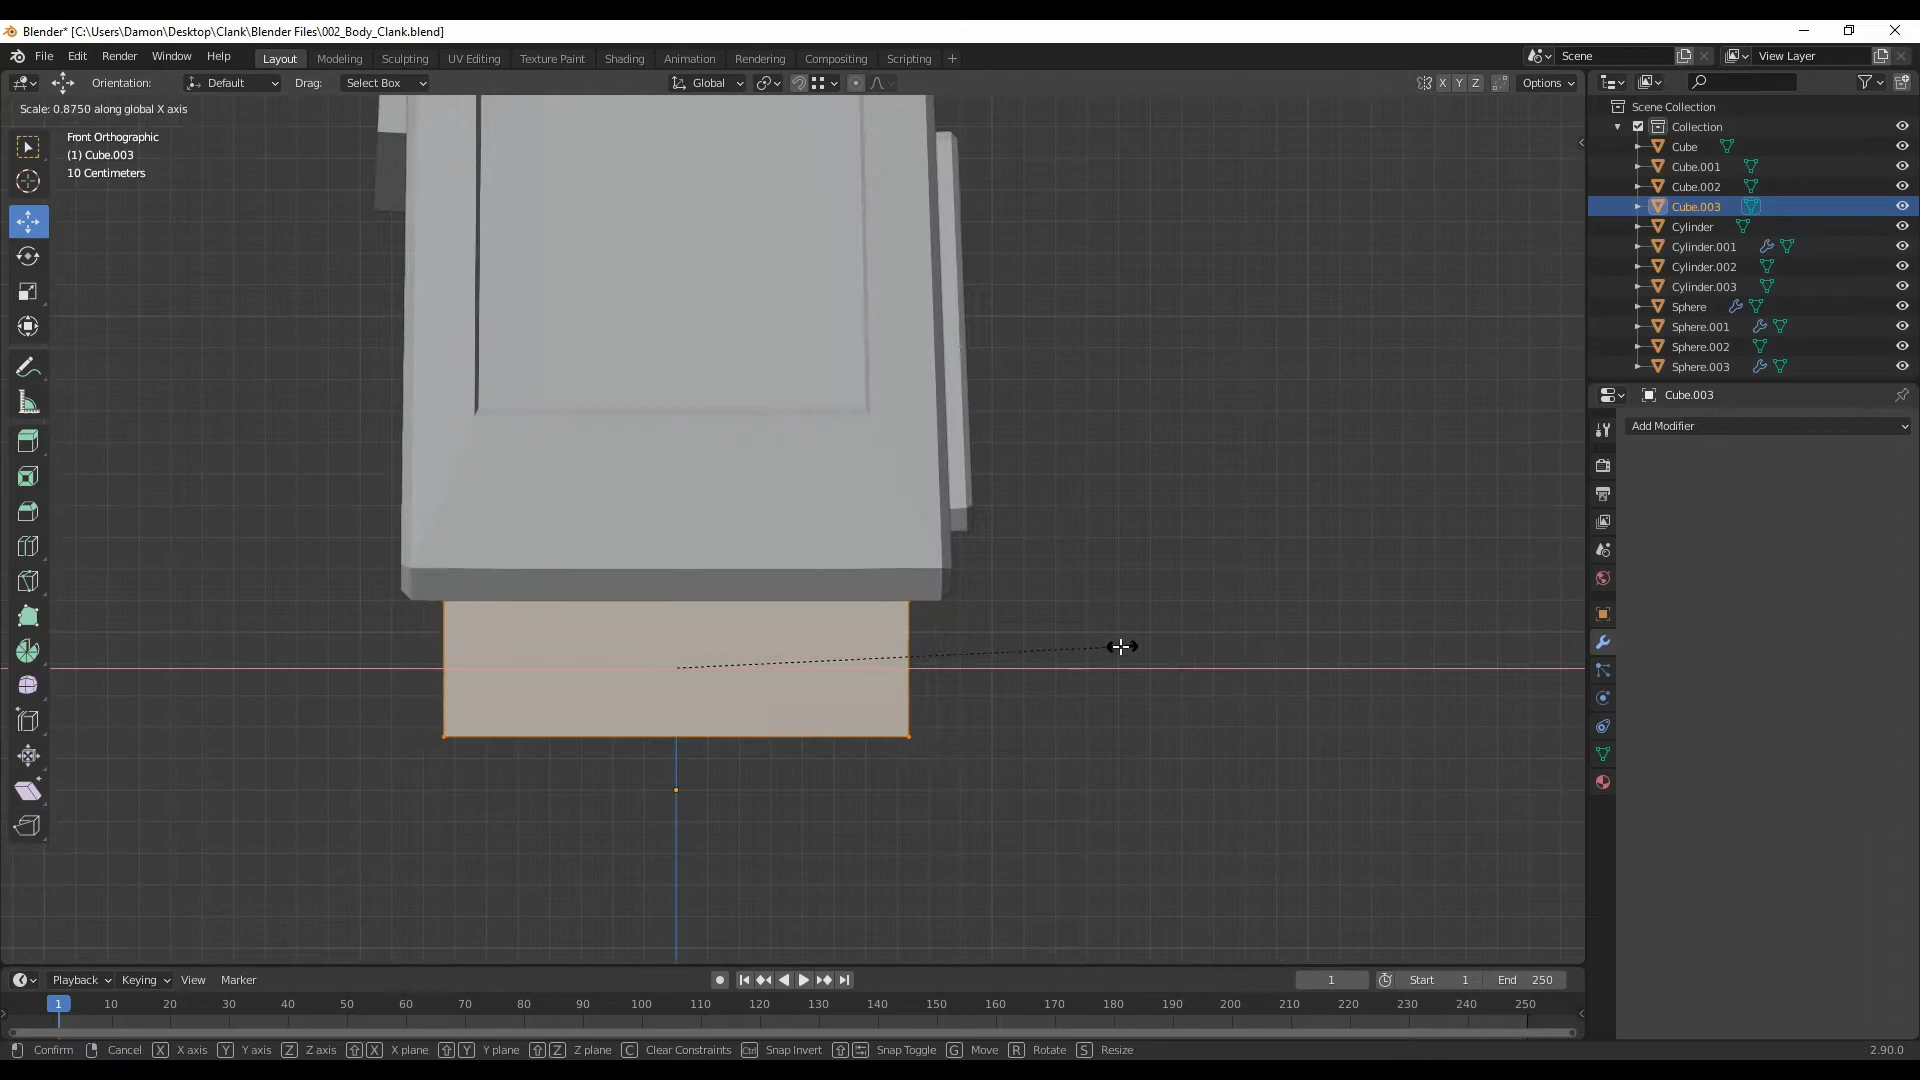 Blender* [C:\Users\Damon\Desktop\Clank\Blender Files\002_Body_Clank.blend]
File Edit Render Window Help Layout Modeling Sculpting UV Editing Texture Paint Shading Animation Rendering Compositing Scripting + Scene View Layer
Orientation: Default Drag: Select Box Global X Y Z Options
Scale: 0.8750 along global X axis
Front Orthographic
(1) Cube.003
10 Centimeters
Scene Collection
Collection
Cube
Cube.001
Cube.002
Cube.003
Cylinder
Cylinder.001
Cylinder.002
Cylinder.003
Sphere
Sphere.001
Sphere.002
Sphere.003
Cube.003
Add Modifier
Playback Keying View Marker 1 Start 1 End 250
1 10 20 30 40 50 60 70 80 90 100 110 120 130 140 150 160 170 180 190 200 210 220 230 240 250
Confirm Cancel X X axis Y Y axis Z Z axis X X plane Y Y plane Z Z plane C Clear Constraints Ctrl Snap Invert Snap Toggle G Move R Rotate S Resize 2.90.0